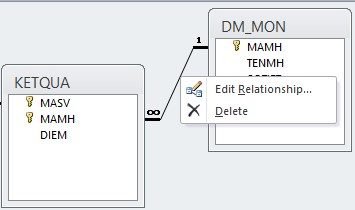 DM_MON
1
MAMH
TENMH
KETQUA
MASV
MAMH
DIEM
∞
Edit Relationship...
Delete